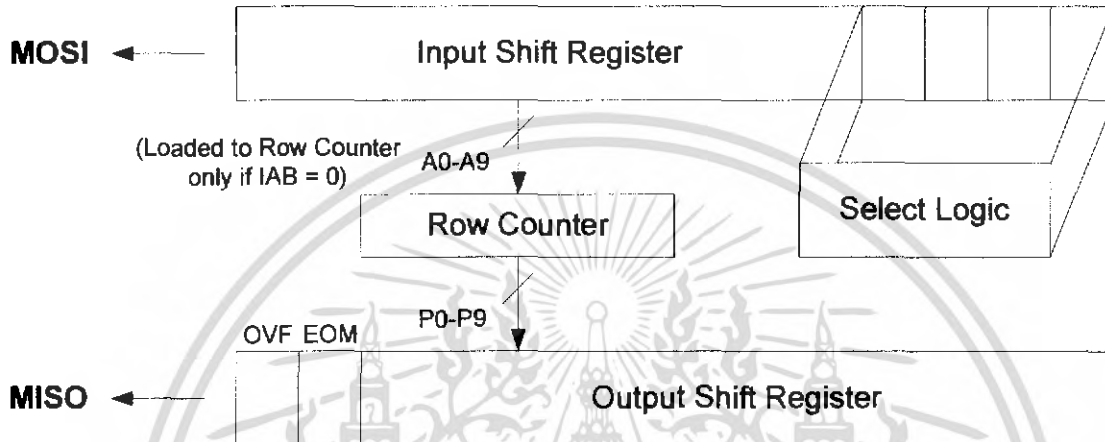 MOSI
Input Shift Register
(Loaded to Row Counter
only if IAB = 0)
A0-A9
Row Counter
Select Logic
P0-P9
OVF EOM
MISO
Output Shift Register